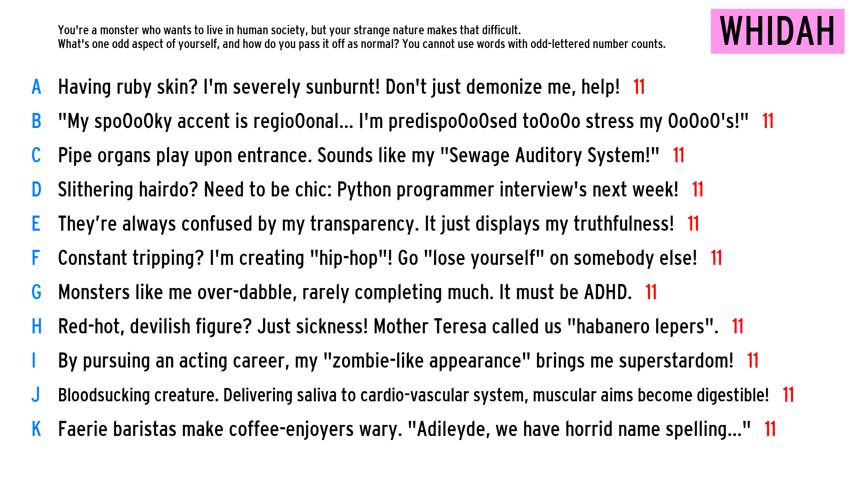 You're a monster who wants to live in human society, but your strange nature makes that difficult.
What's one odd aspect of yourself, and how do you pass it off as normal? You cannot use words with odd-lettered number counts.
WHIDAH
A Having ruby skin? I'm severely sunburnt! Don't just demonize me, help! 11
B "My spoOoOky accent is regioOonal... I'm predispoOoOsed toOoOo stress my OoOoO's!" 11
C Pipe organs play upon entrance. Sounds like my "Sewage Auditory System!" 11
D Slithering hairdo? Need to be chic: Python programmer interview's next week! 11
E They’re always confused by my transparency. It just displays my truthfulness! 11
F Constant tripping? I'm creating "hip-hop"! Go "lose yourself" on somebody else! 11
G Monsters like me over-dabble, rarely completing much. It must be ADHD. 11
H Red-hot, devilish figure? Just sickness! Mother Teresa called us "habanero lepers". 11
I By pursuing an acting career, my "zombie-like appearance" brings me superstardom! 11
J Bloodsucking creature. Delivering saliva to cardio-vascular system, muscular aims become digestible! 11
K Faerie baristas make coffee-enjoyers wary. "Adileyde, we have horrid name spelling..." 11